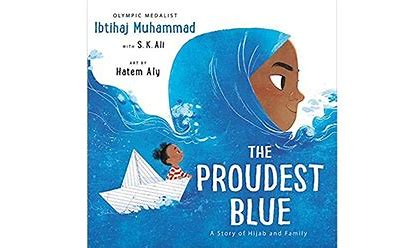 OLYMPIC MEDALIST
Ibtihaj Muhammad
WITH S. K. Ali
ART BY
Hatem Aly
THE
PROUDEST
BLUE
A Story of Hijab and Family